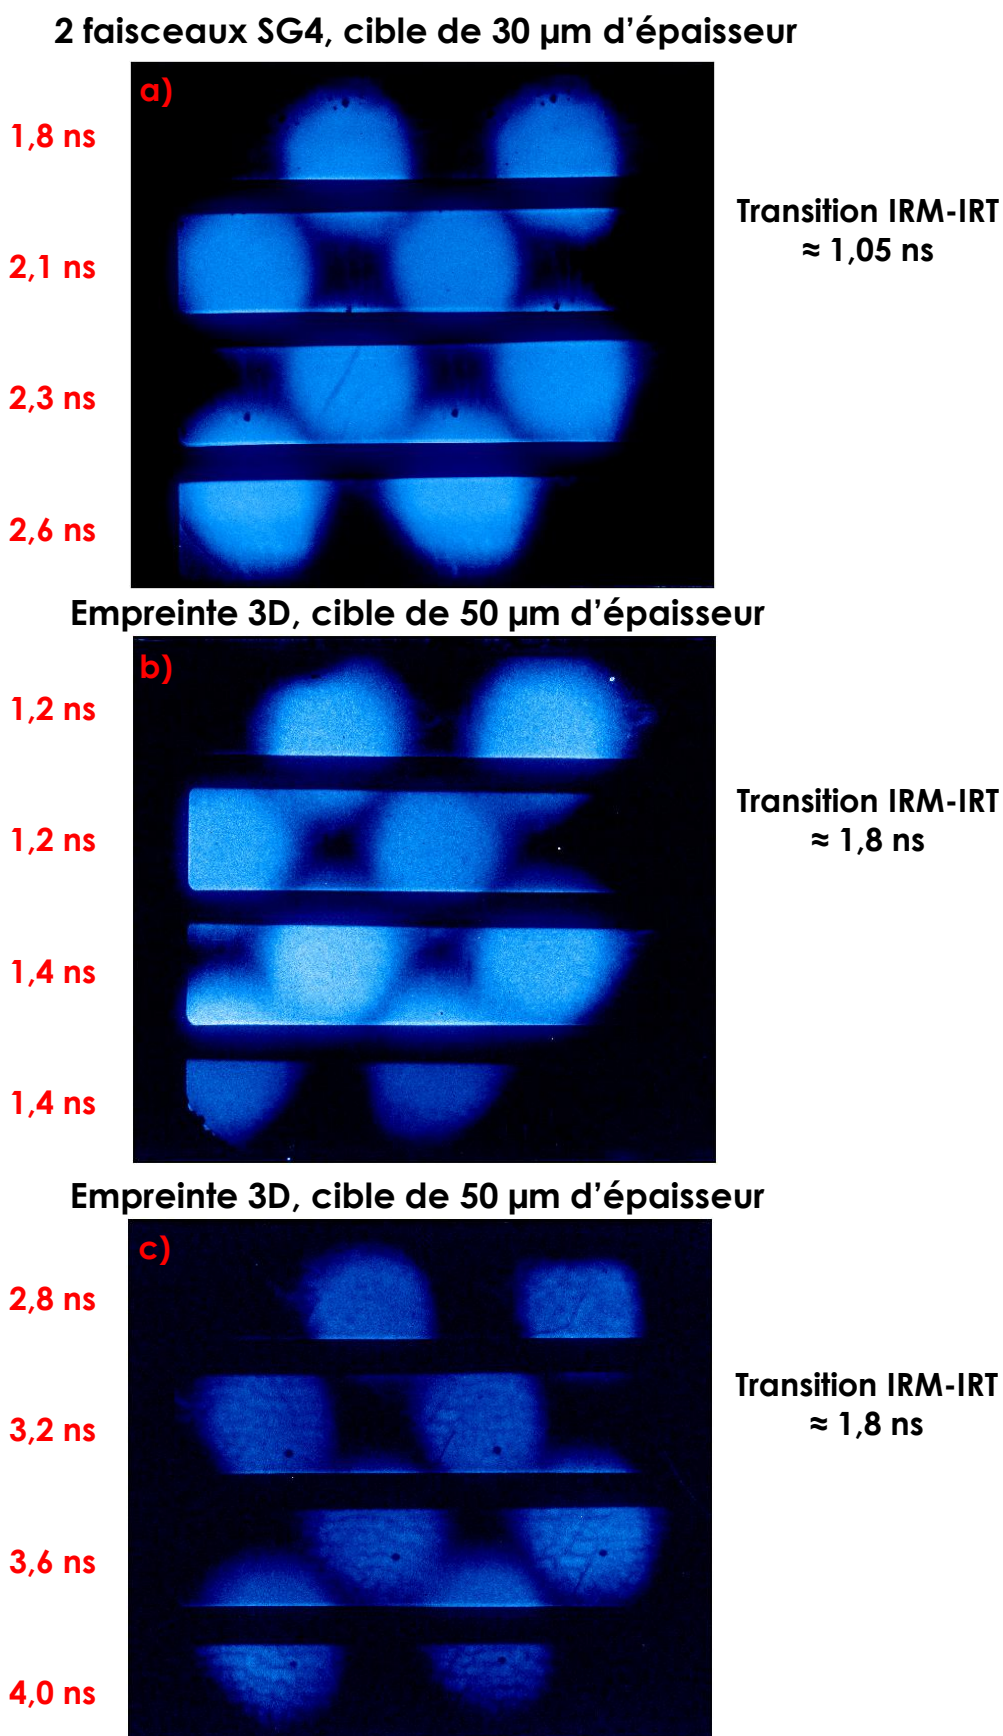 2 faisceaux SG4, cible de 30 µm d’épaisseur
a)
1,8 ns
2,1 ns
2,3 ns
2,6 ns
Transition IRM-IRT
≈ 1,05 ns
Empreinte 3D, cible de 50 µm d’épaisseur
b)
1,2 ns
1,2 ns
1,4 ns
1,4 ns
Transition IRM-IRT
≈ 1,8 ns
Empreinte 3D, cible de 50 µm d’épaisseur
c)
2,8 ns
3,2 ns
3,6 ns
4,0 ns
Transition IRM-IRT
≈ 1,8 ns